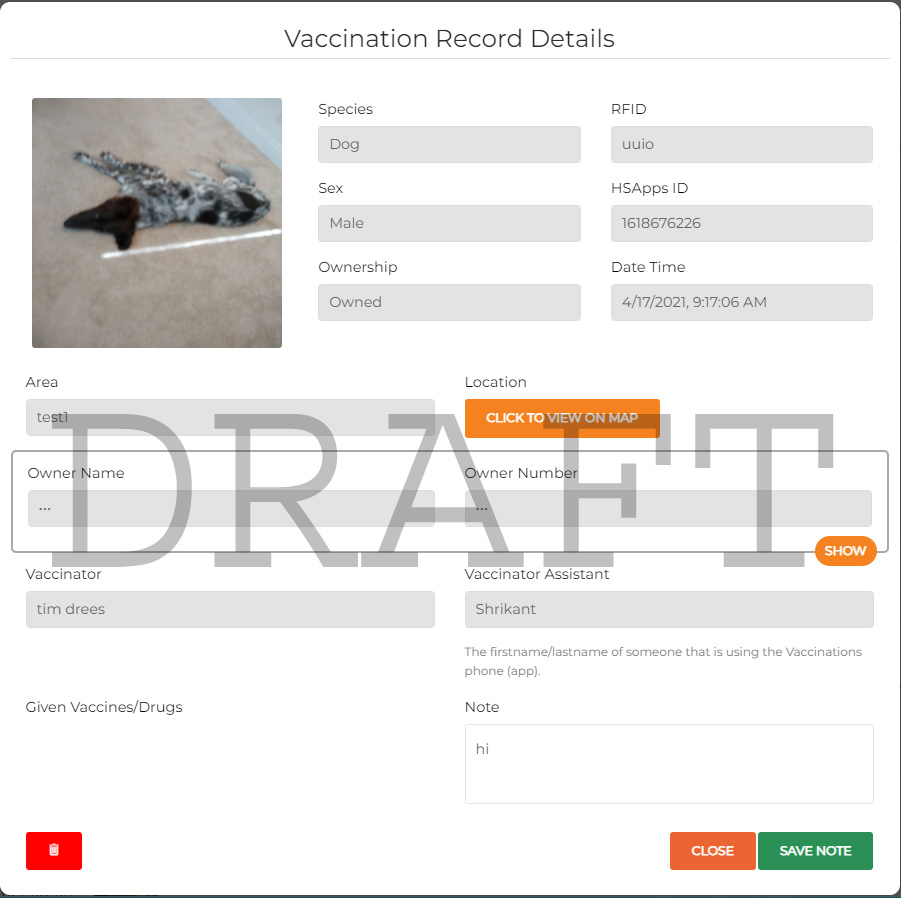 Vaccination Record Details
Species
Dog
RFID
uuio
Sex
Male
HSApps ID
1618676226
Ownership
Owned
Date Time
4/17/2021, 9:17:06 AM
Area
test1
Location
CLICK TO VIEW ON MAP
DRAFT
Owner Name
...
Owner Number
...
SHOW
Vaccinator
tim drees
Vaccinator Assistant
Shrikant
The firstname/lastname of someone that is using the Vaccinations
phone (app).
Given Vaccines/Drugs
Note
hi
CLOSE
SAVE NOTE